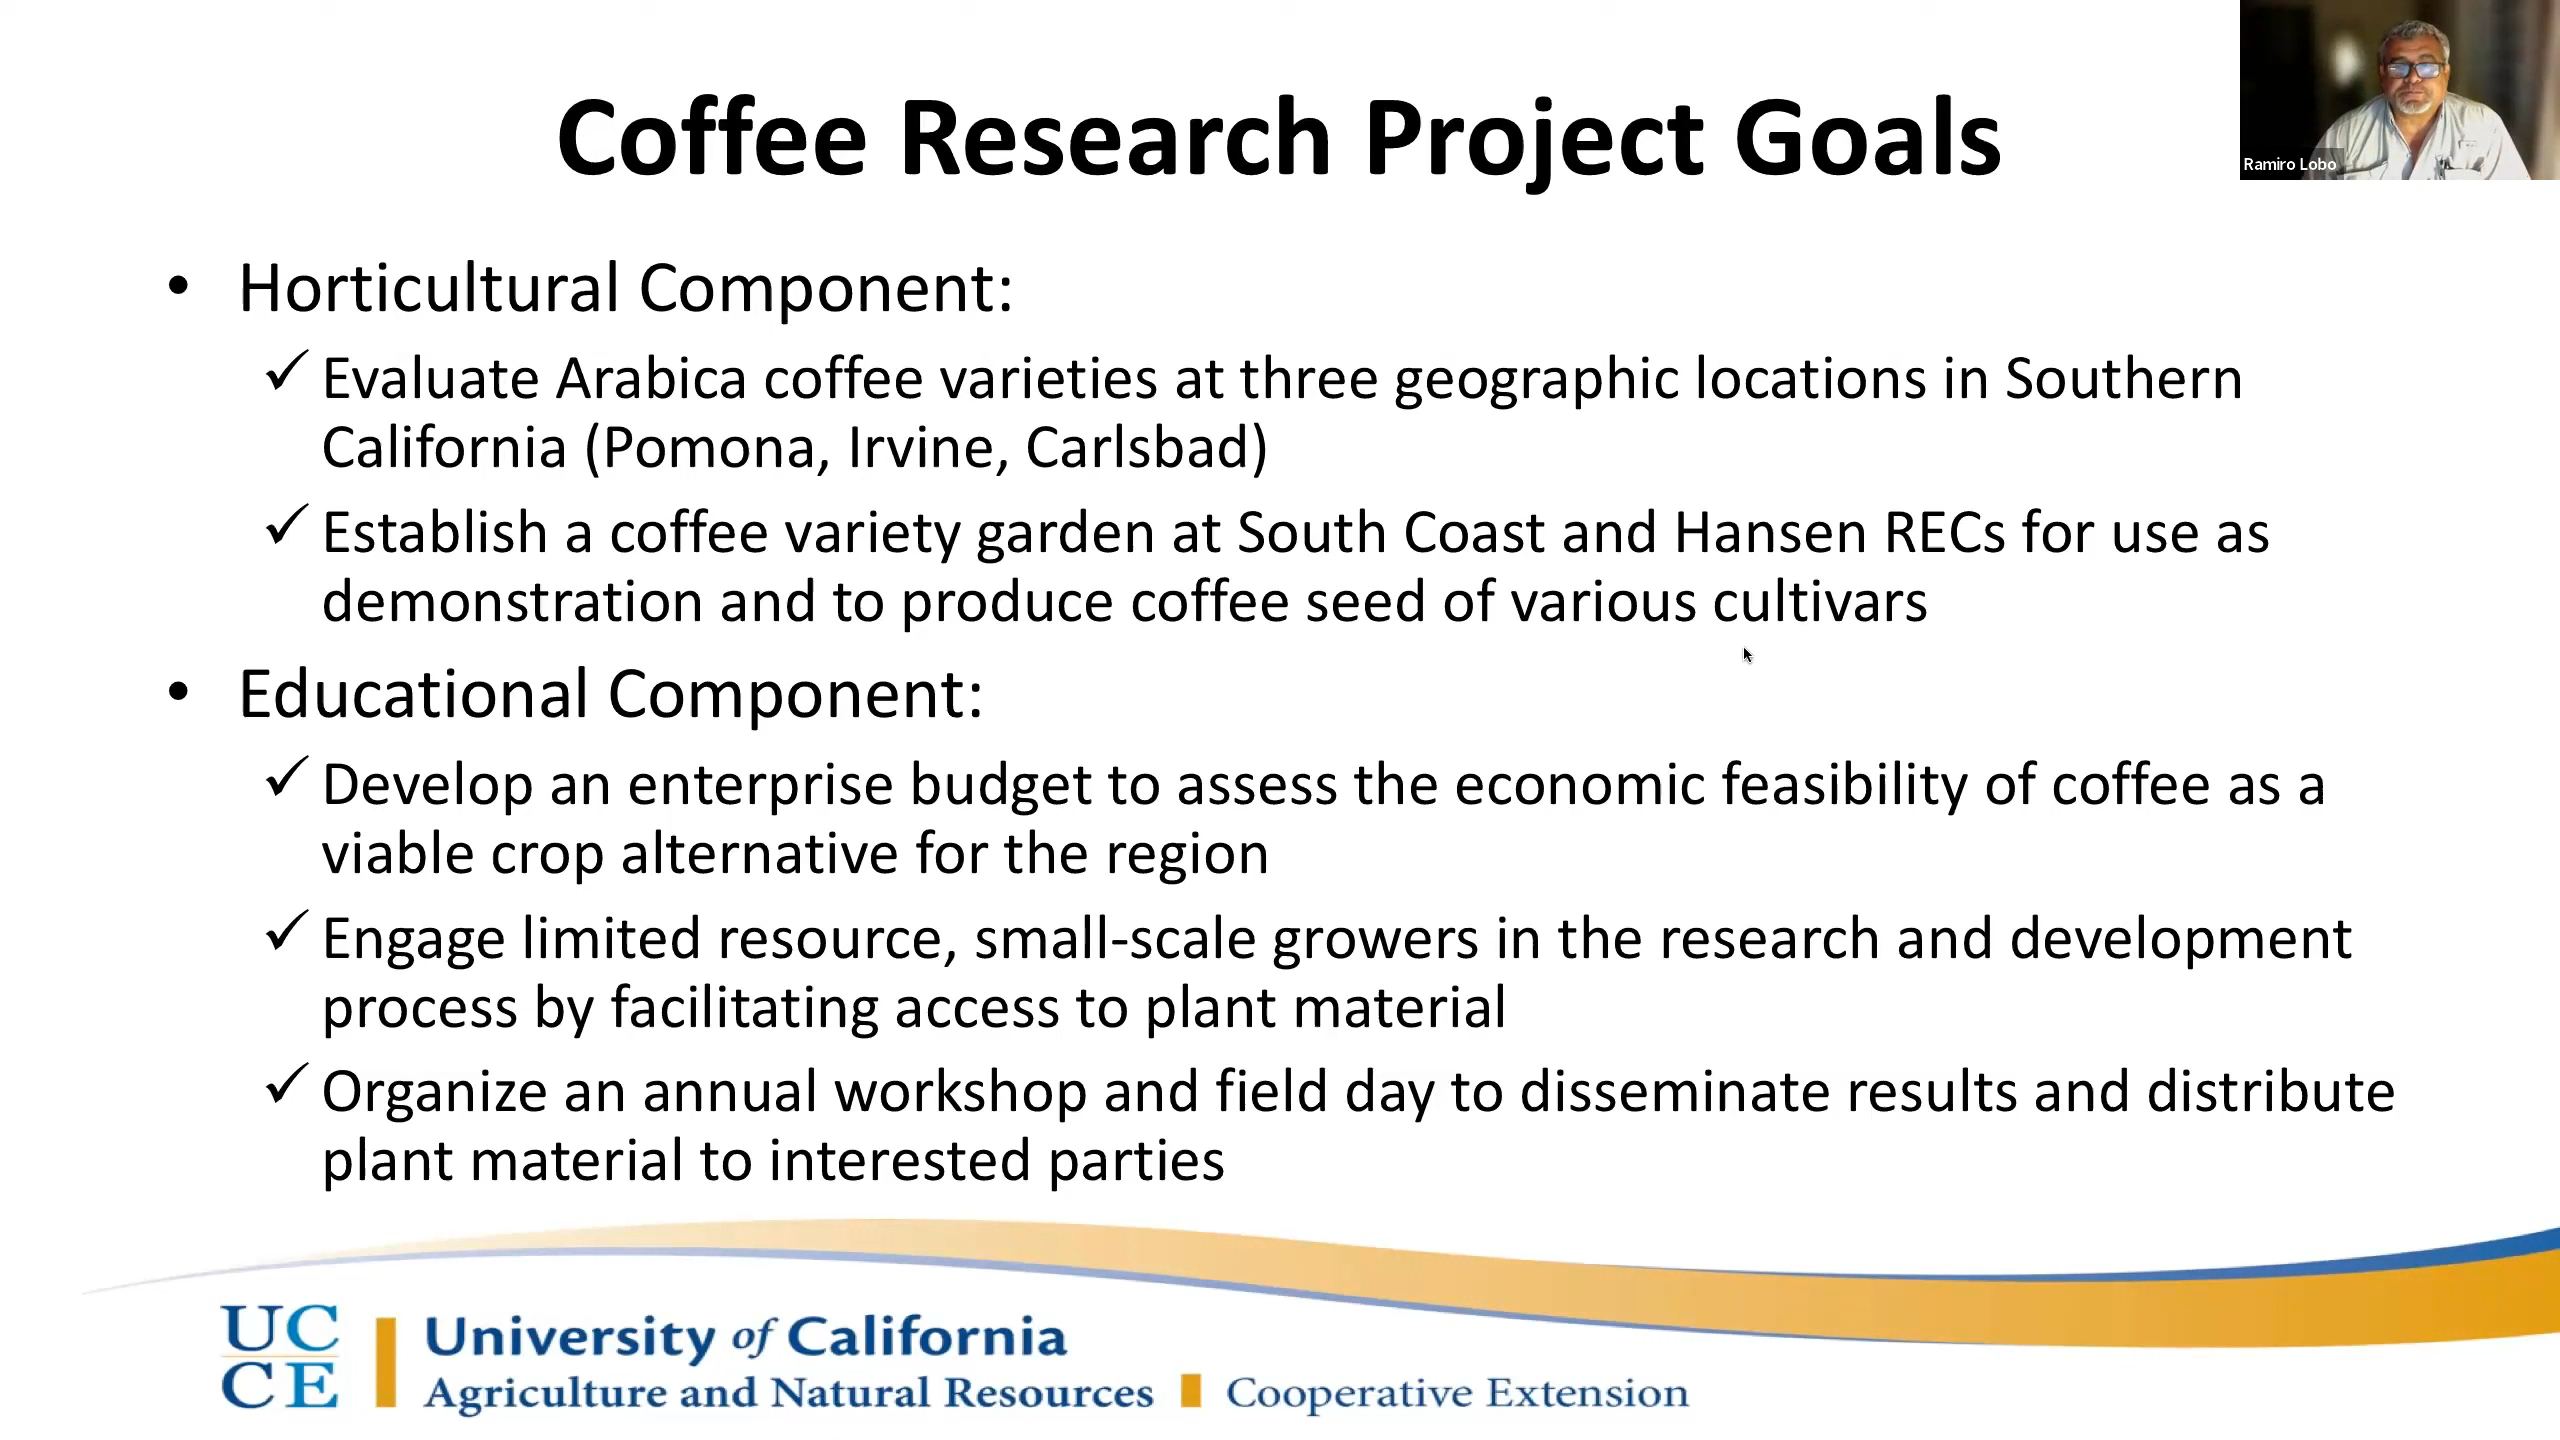 Coffee Research Project Goals
Ramiro Lobo
• Horticultural Component:
✓ Evaluate Arabica coffee varieties at three geographic locations in Southern
California (Pomona, Irvine, Carlsbad)
✓ Establish a coffee variety garden at South Coast and Hansen RECs for use as
demonstration and to produce coffee seed of various cultivars
• Educational Component:
✓ Develop an enterprise budget to assess the economic feasibility of coffee as a
viable crop alternative for the region
✓ Engage limited resource, small-scale growers in the research and development
process by facilitating access to plant material
✓ Organize an annual workshop and field day to disseminate results and distribute
plant material to interested parties
UC
CE
University of California
Agriculture and Natural Resources Cooperative Extension